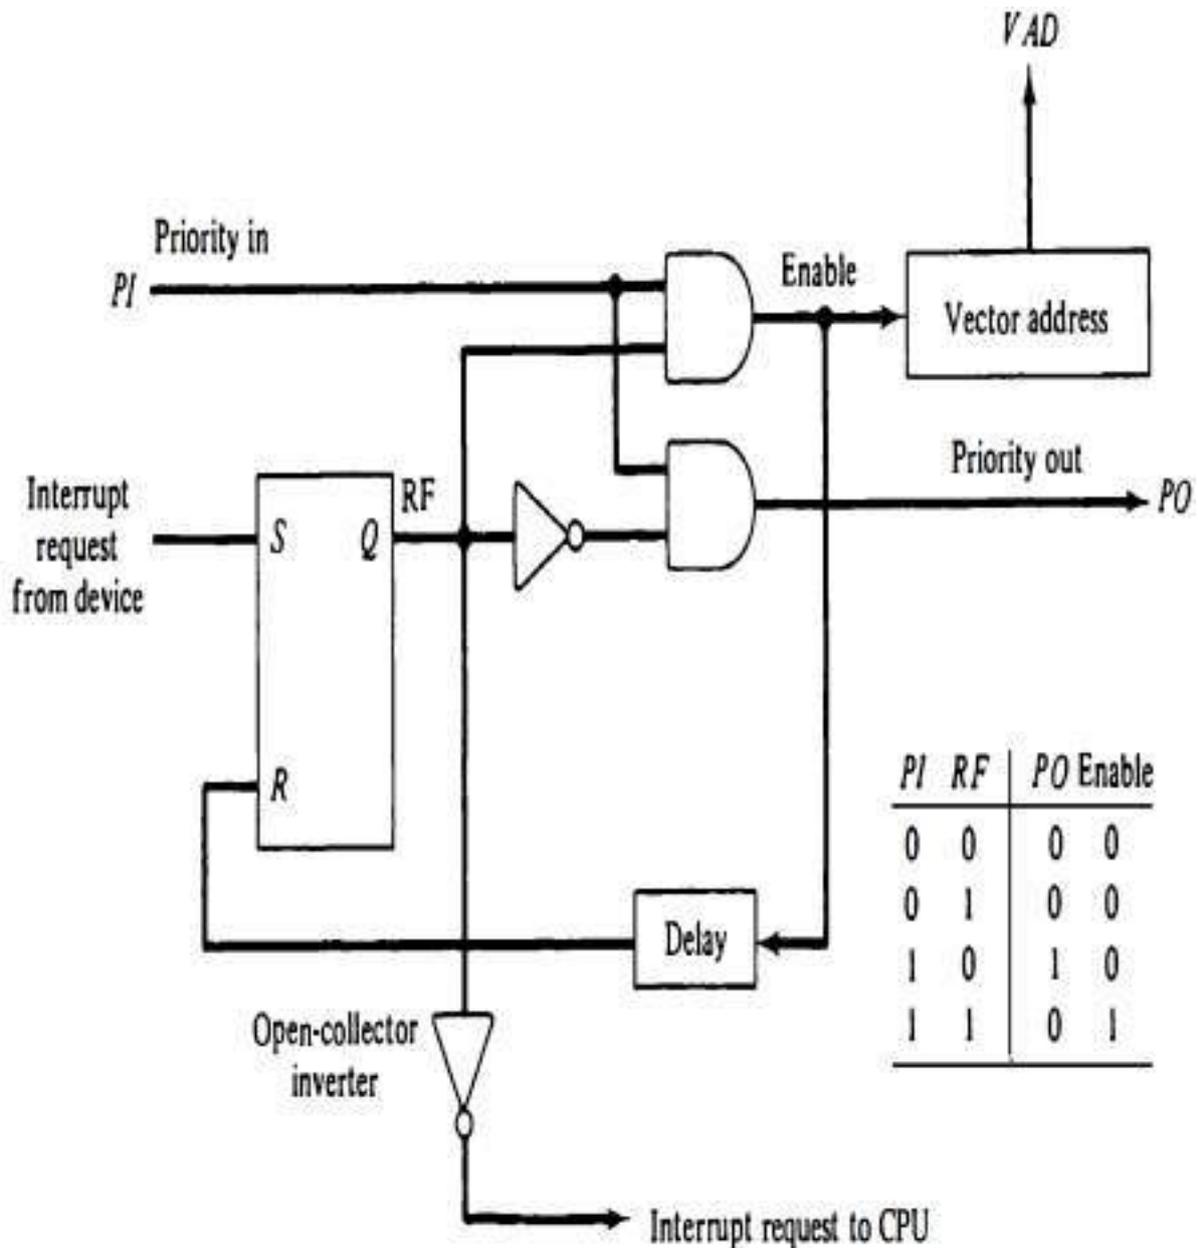 VAD
Priority in
PI
Enable
Vector address
Priority out
PO
Interrupt
request
from device
S
Q
RF
R
Delay
Open-collector
inverter
Interrupt request to CPU
PI RF PO Enable
0 0 0 0
0 1 0 0
1 0 1 0
1 1 0 1